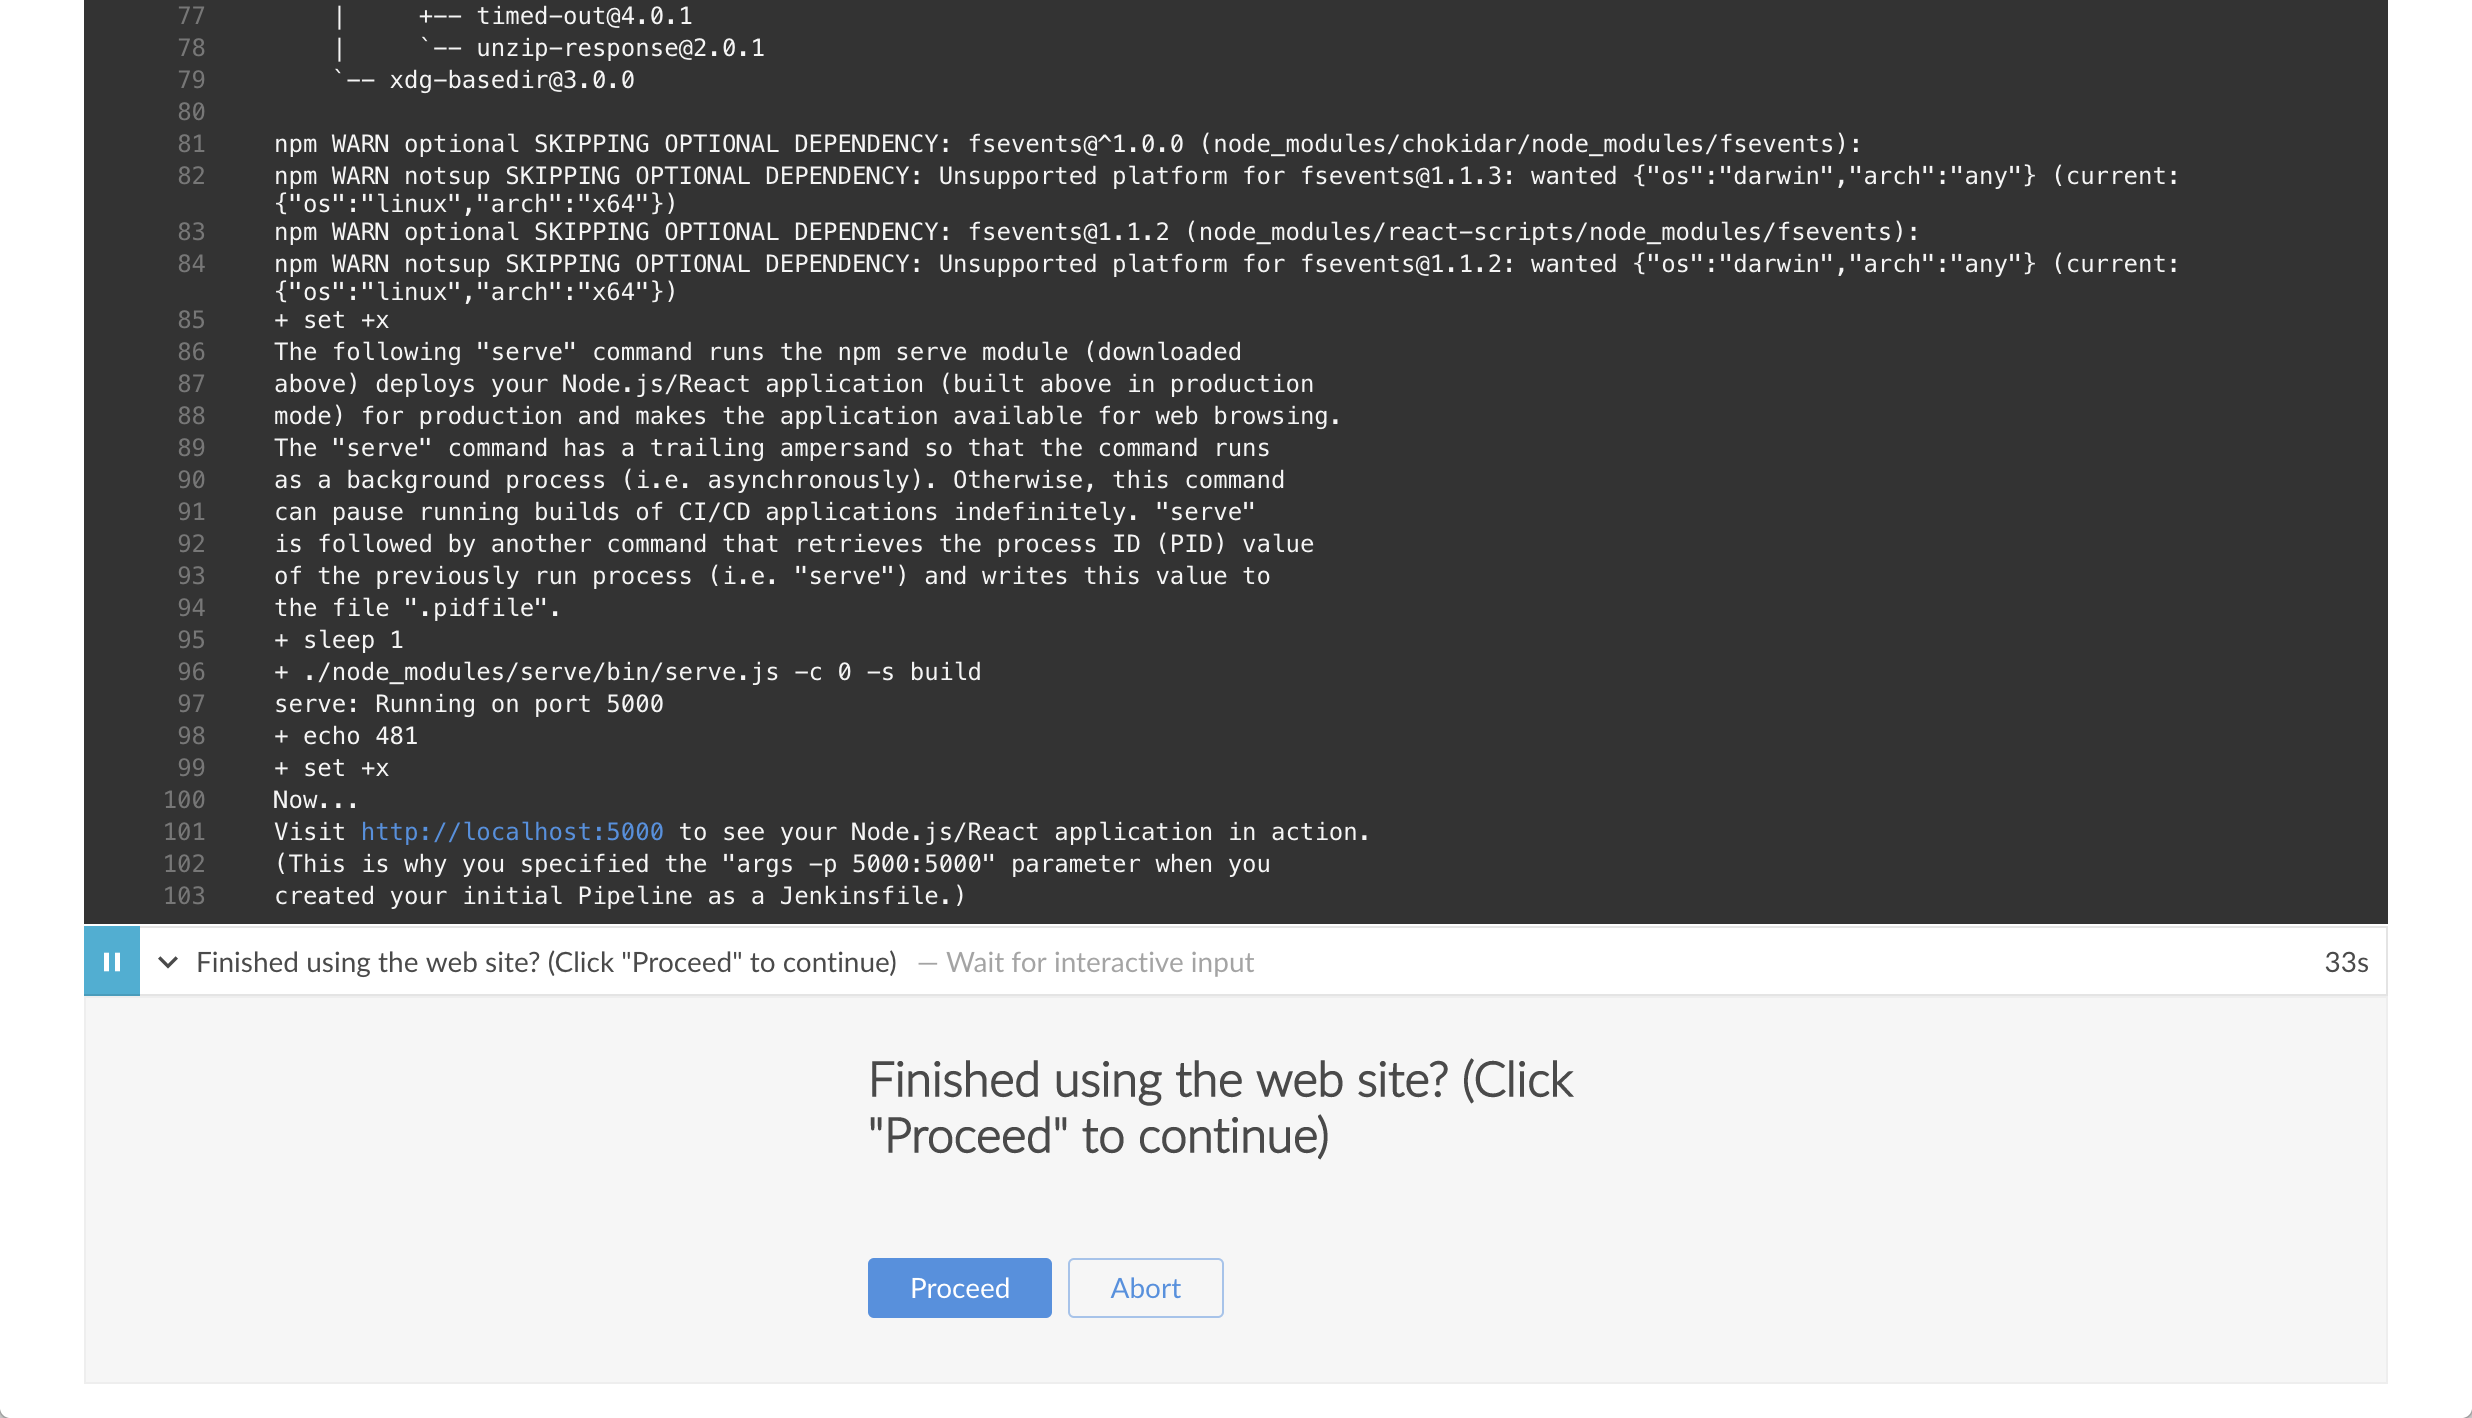 77 | +-- timed-out@4.0.1
78 | `-- unzip-response@2.0.1
79 `-- xdg-basedir@3.0.0
80
81 npm WARN optional SKIPPING OPTIONAL DEPENDENCY: fsevents@^1.0.0 (node_modules/chokidar/node_modules/fsevents):
82 npm WARN notsup SKIPPING OPTIONAL DEPENDENCY: Unsupported platform for fsevents@1.1.3: wanted {"os":"darwin","arch":"any"} (current:
{"os":"linux","arch":"x64"})
83 npm WARN optional SKIPPING OPTIONAL DEPENDENCY: fsevents@1.1.2 (node_modules/react-scripts/node_modules/fsevents):
84 npm WARN notsup SKIPPING OPTIONAL DEPENDENCY: Unsupported platform for fsevents@1.1.2: wanted {"os":"darwin","arch":"any"} (current:
{"os":"linux","arch":"x64"})
85 + set +x
86 The following "serve" command runs the npm serve module (downloaded
87 above) deploys your Node.js/React application (built above in production
88 mode) for production and makes the application available for web browsing.
89 The "serve" command has a trailing ampersand so that the command runs
90 as a background process (i.e. asynchronously). Otherwise, this command
91 can pause running builds of CI/CD applications indefinitely. "serve"
92 is followed by another command that retrieves the process ID (PID) value
93 of the previously run process (i.e. "serve") and writes this value to
94 the file ".pidfile".
95 + sleep 1
96 + ./node_modules/serve/bin/serve.js -c 0 -s build
97 serve: Running on port 5000
98 + echo 481
99 + set +x
100 Now...
101 Visit http://localhost:5000 to see your Node.js/React application in action.
102 (This is why you specified the "args -p 5000:5000" parameter when you
103 created your initial Pipeline as a Jenkinsfile.)
Finished using the web site? (Click "Proceed" to continue) — Wait for interactive input 33s
Finished using the web site? (Click
"Proceed" to continue)
Proceed Abort